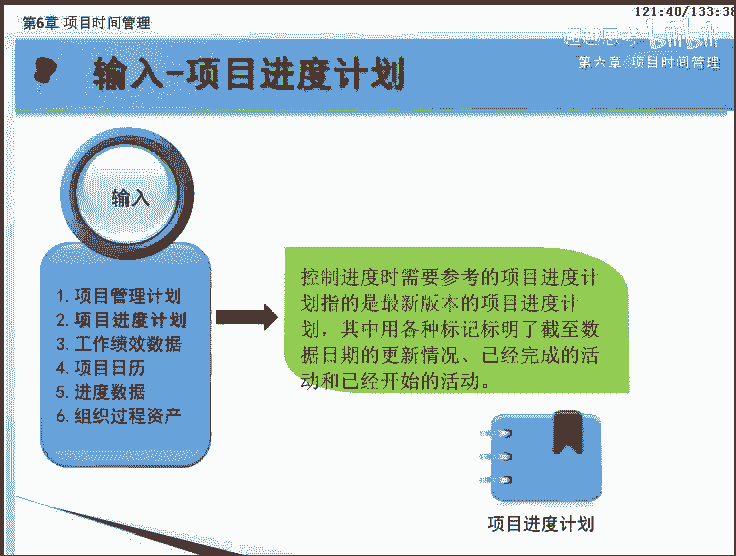 第6章 项目时间管理
121:40/133:38
bilibili
第六章 项目时间管理
输入-项目进度计划
输入
1. 项目管理计划
2. 项目进度计划
3. 工作绩效数据
4. 项目日历
5. 进度数据
6. 组织过程资产
控制进度时需要参考的项目进度计
划指的是最新版本的项目进度计
划，其中用各种标记标明了截至数
据日期的更新情况、已经完成的活
动和已经开始的活动。
项目进度计划